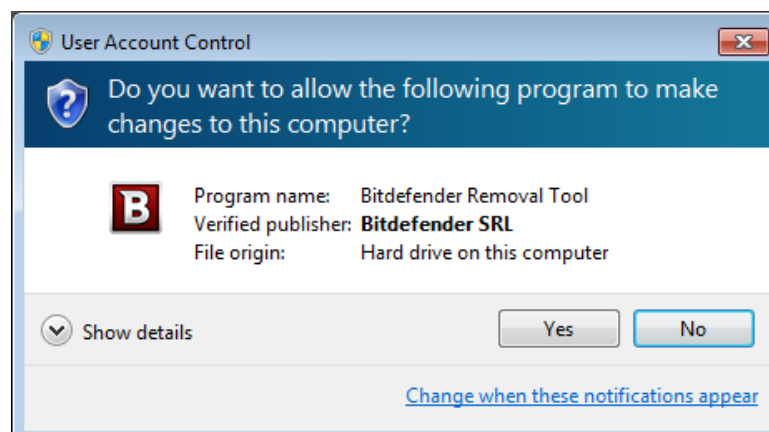 User Account Control
Do you want to allow the following program to make
changes to this computer?
B
Program name: Bitdefender Removal Tool
Verified publisher: Bitdefender SRL
File origin: Hard drive on this computer
Show details
Yes
No
Change when these notifications appear